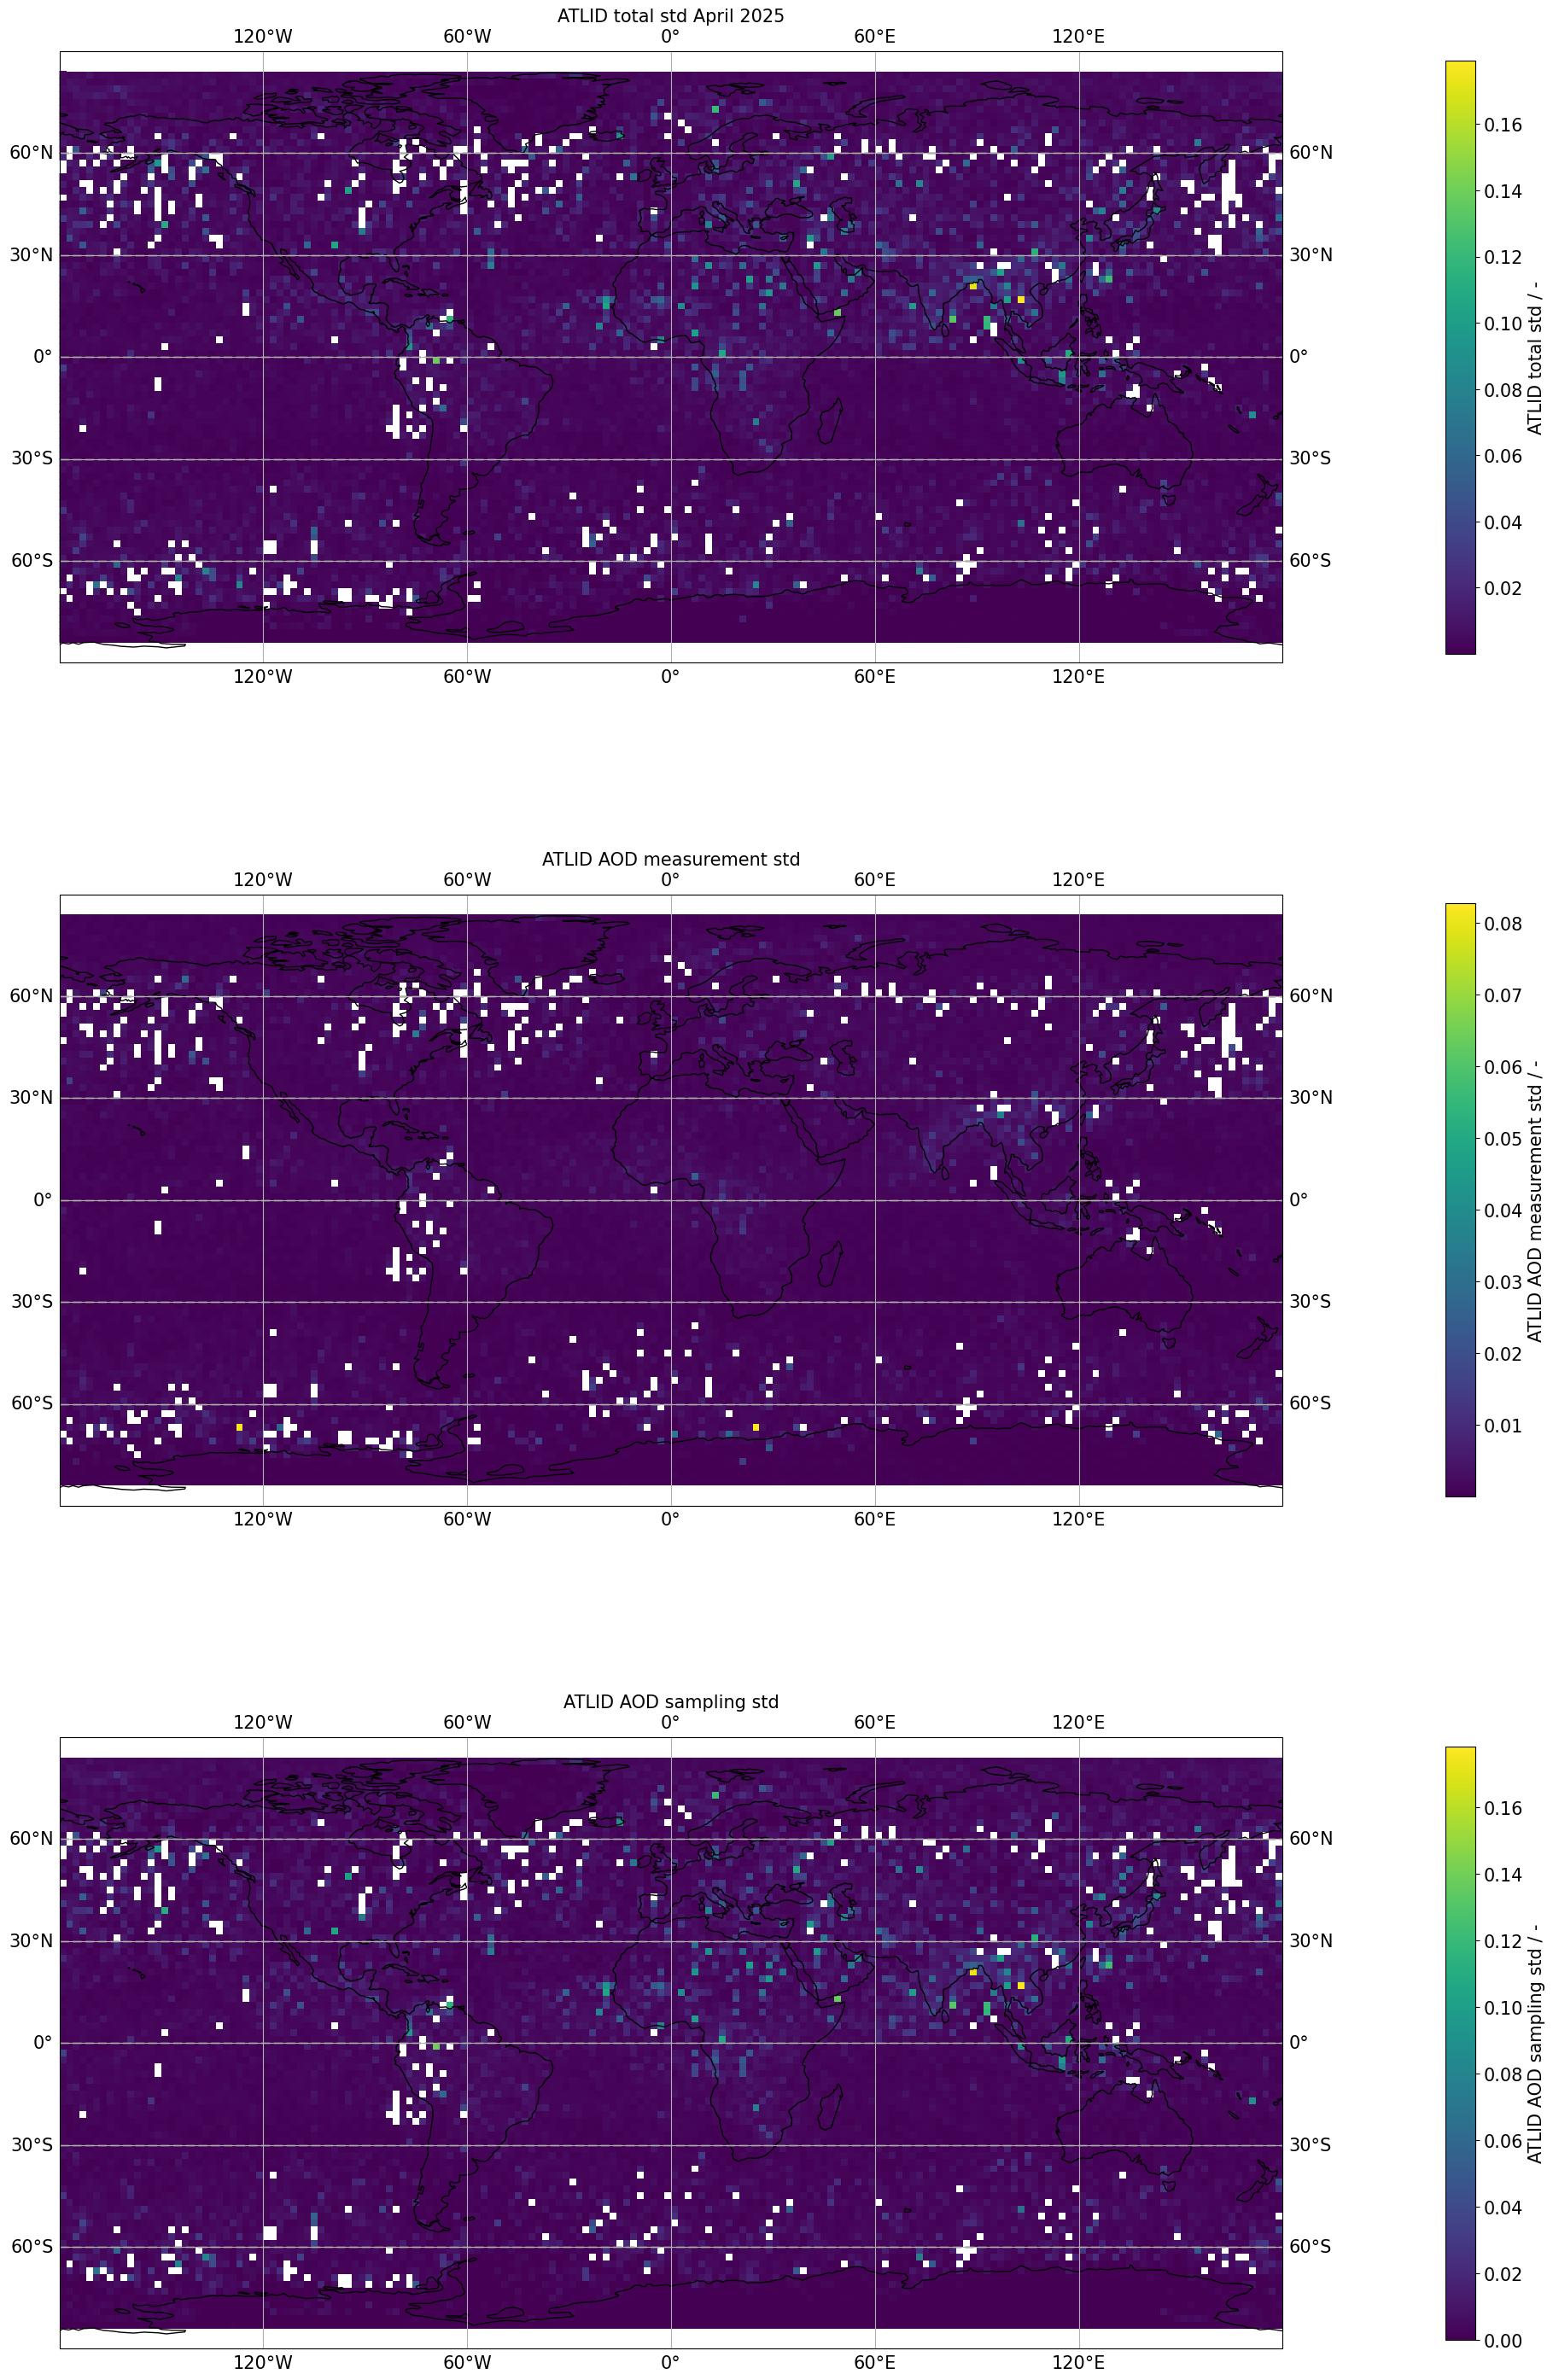 ATLID total std April 2025
120°W 60°W 0° 60°E 120°E
60°N 60°N
30°N 30°N
0° 0°
30°S 30°S
60°S 60°S
120°W 60°W 0° 60°E 120°E
0.16
0.14
0.12
0.10
0.08
0.06
0.04
0.02
ATLID total std / -
ATLID AOD measurement std
120°W 60°W 0° 60°E 120°E
60°N 60°N
30°N 30°N
0° 0°
30°S 30°S
60°S 60°S
120°W 60°W 0° 60°E 120°E
0.08
0.07
0.06
0.05
0.04
0.03
0.02
0.01
ATLID AOD measurement std / -
ATLID AOD sampling std
120°W 60°W 0° 60°E 120°E
60°N 60°N
30°N 30°N
0° 0°
30°S 30°S
60°S 60°S
120°W 60°W 0° 60°E 120°E
0.16
0.14
0.12
0.10
0.08
0.06
0.04
0.02
0.00
ATLID AOD sampling std / -